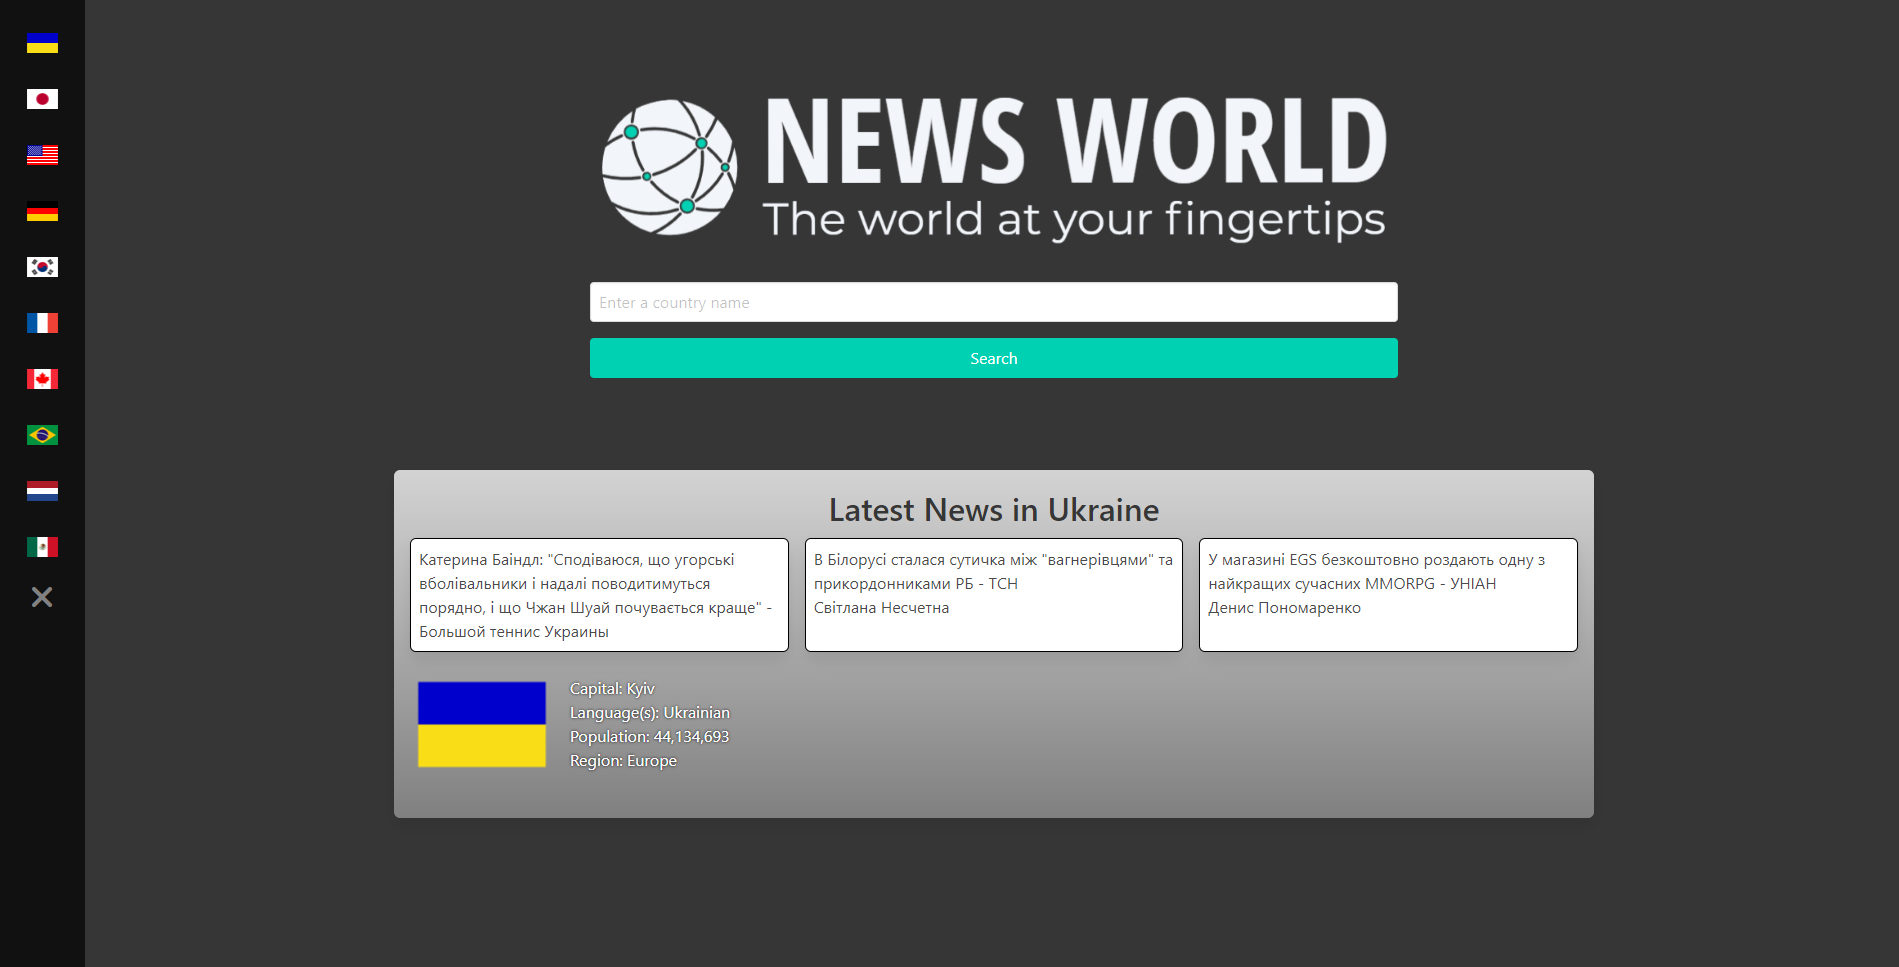 NEWS WORLD
The world at your fingertips
Enter a country name
Search
Latest News in Ukraine
Катерина Баіндл: "Сподіваюся, що угорські
вболівальники і надалі поводитимуться
порядно, і що Чжан Шуай почувається краще" -
Большой теннис Украины
В Білорусі сталася сутичка між "вагнерівцями" та
прикордонниками РБ - ТСН
Світлана Несчетна
У магазині EGS безкоштовно роздають одну з
найкращих сучасних MMORPG - УНІАН
Денис Пономаренко
Capital: Kyiv
Language(s): Ukrainian
Population: 44,134,693
Region: Europe